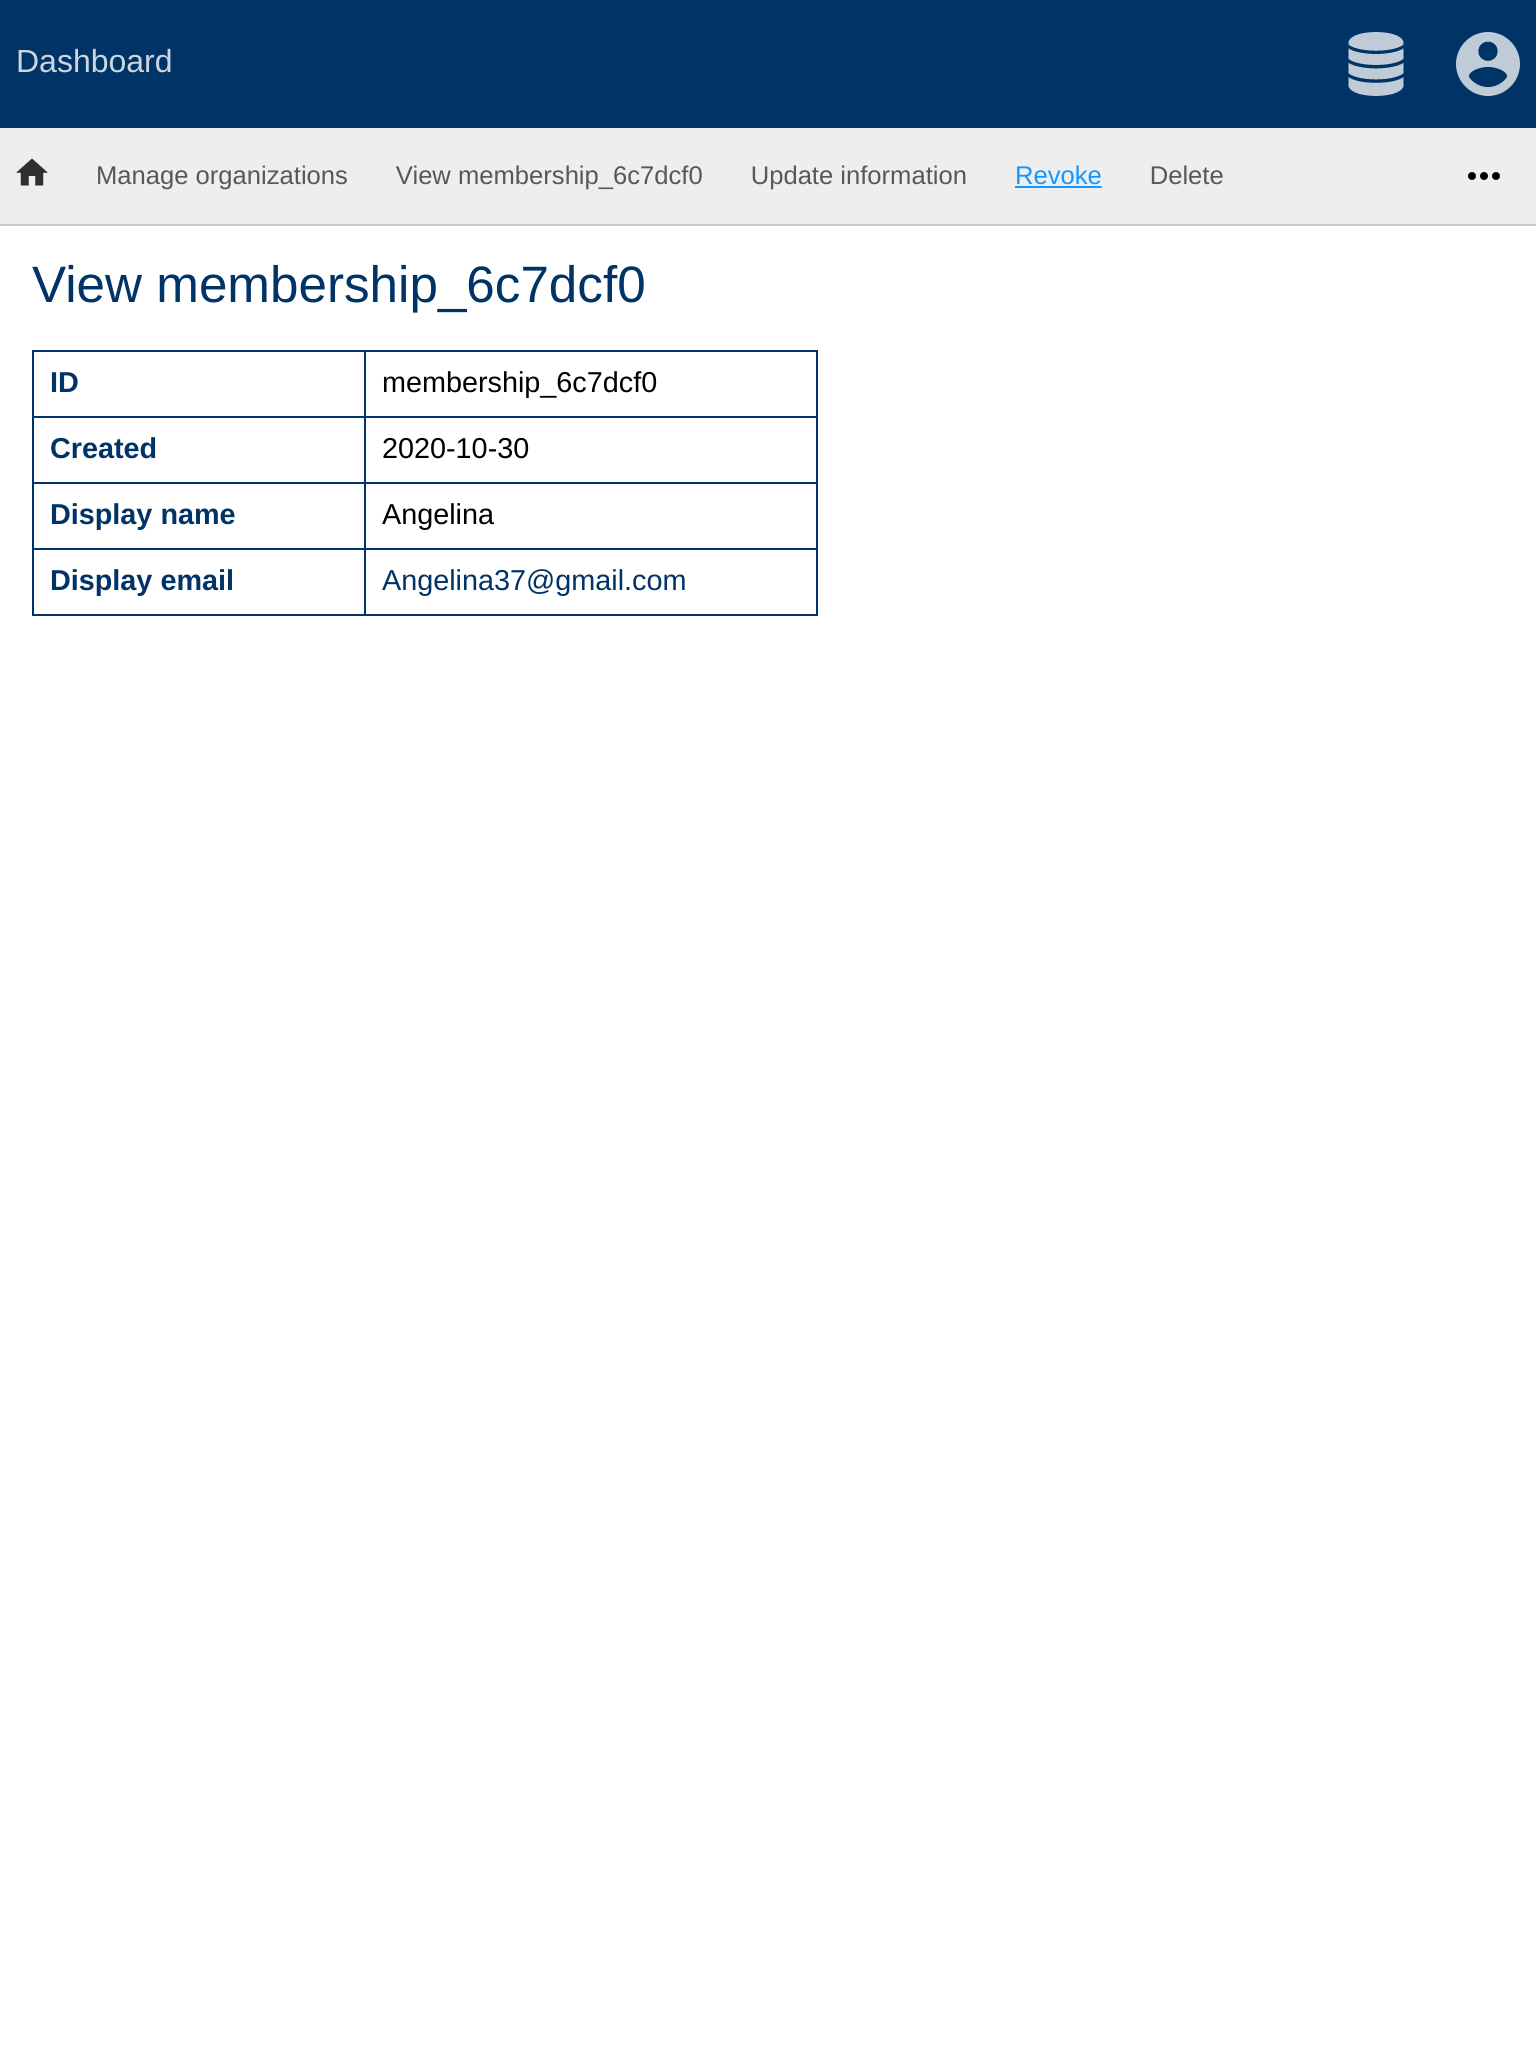 Dashboard
Manage organizations View membership_6c7dcf0 Update information Revoke Delete
View membership_6c7dcf0
ID membership_6c7dcf0
Created 2020-10-30
Display name Angelina
Display email Angelina37@gmail.com